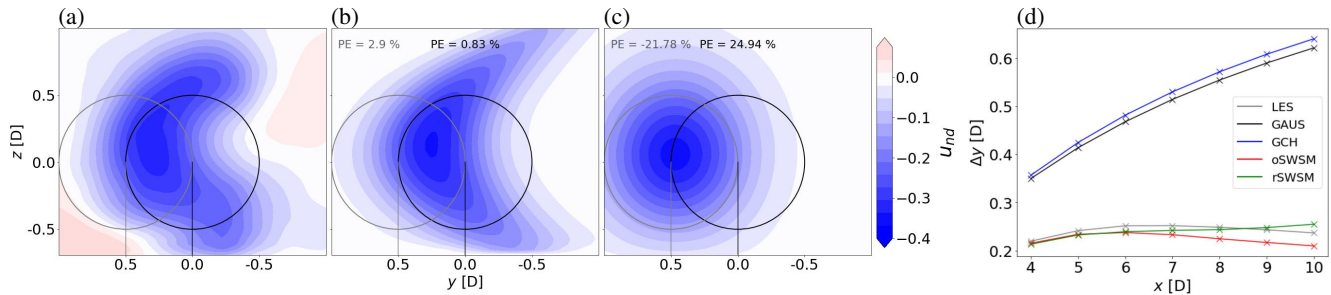 (a)
(b)
(c)
(d)
PE = 2.9 %
PE = 0.83 %
PE = -21.78 %
PE = 24.94 %
z [D]
0.5
0.0
-0.5
0.5
0.0
-0.5
0.5
0.0
-0.5
0.5
0.0
-0.5
y [D]
0.0
−0.1
−0.2
−0.3
−0.4
u_nd
Δy [D]
0.6
0.5
0.4
0.3
0.2
LES
GAUS
GCH
oSWSM
rSWSM
4
5
6
7
8
9
10
x [D]